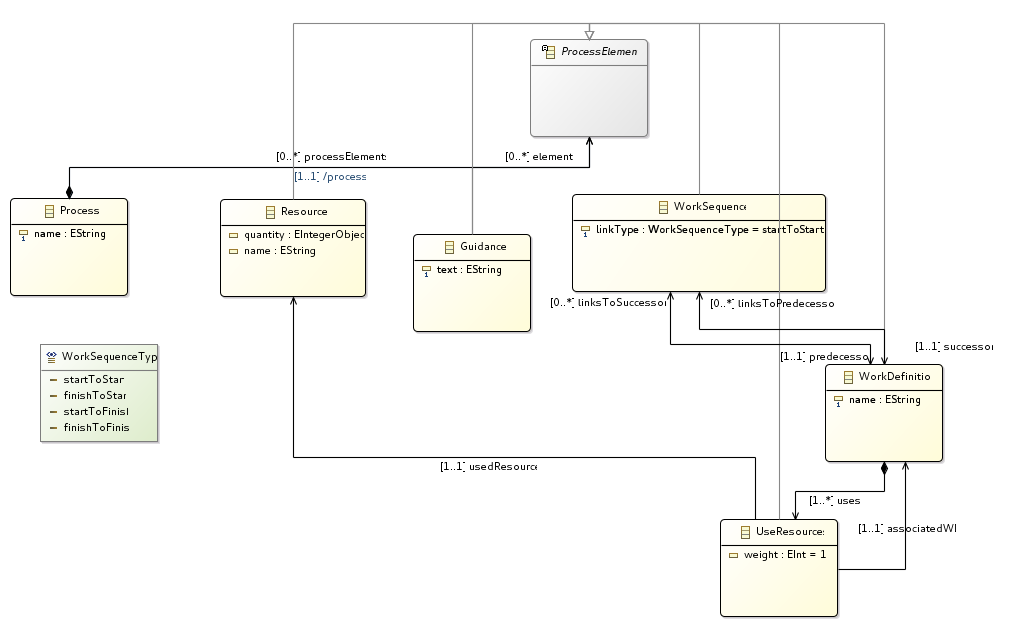 ProcessElemen
[0..*] processElement
[0..*] element
[1..1] /process
Process
name : EString
Resource
quantity : EIntegerObjec
name : EString
Guidance
text : EString
WorkSequence
linkType : WorkSequenceType = startToStart
[0..*] linksToSuccessor
[0..*] linksToPredecesso
[1..1] successor
[1..1] predecesso
WorkSequenceTyp
startToStar
finishToStar
startToFinisl
finishToFinis
WorkDefinitio
name : EString
[1..1] usedResource
[1..*] uses
[1..1] associatedWI
UseResource
weight : EInt = 1